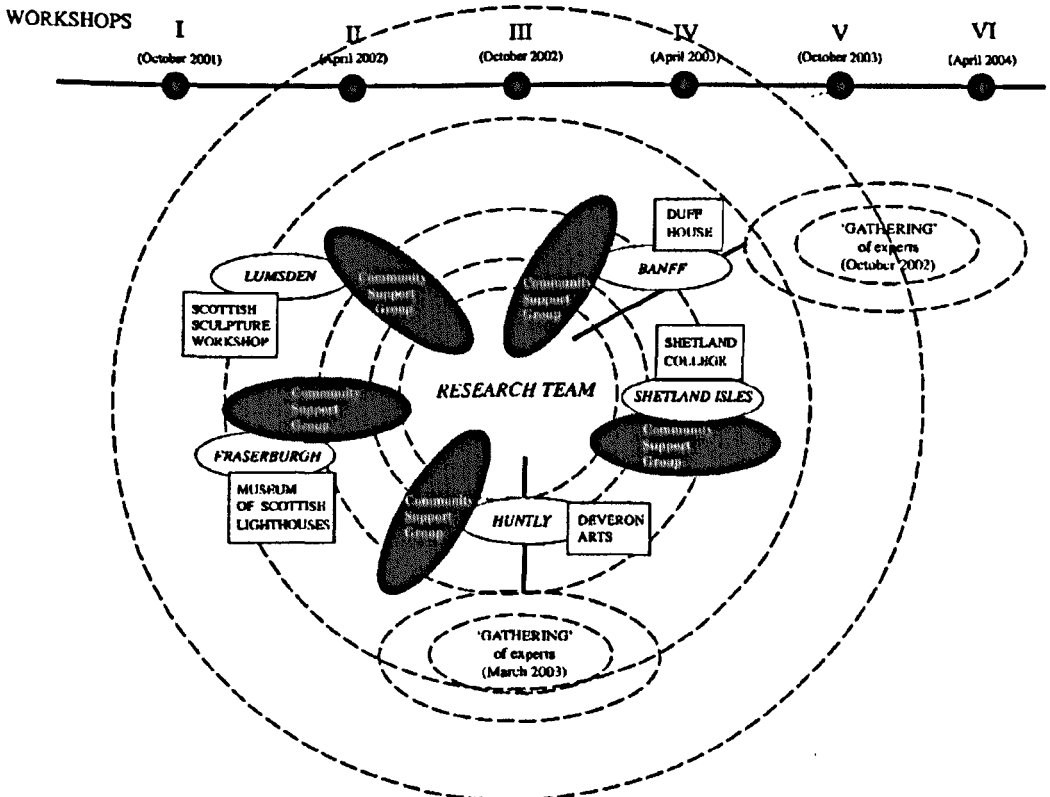 WORKSHOPS
I
(October 2001)
II
(April 2002)
III
(October 2002)
IV
(April 2003)
V
(October 2003)
VI
(April 2004)
DUFF
HOUSE
'GATHERING'
of experts
(October 2002)
LUMSDEN
Community
Support
Group
Community
Support
Group
BANFF
SCOTTISH
SCULPTURE
WORKSHOP
SHETLAND
COLLEGE
RESEARCH TEAM
SHETLAND ISLES
Community
Support
Group
Community
Support
Group
FRASERBURGH
MUSEUM
OF SCOTTISH
LIGHTHOUSES
Community
Support
Group
HUNTLY
DEVERON
ARTS
'GATHERING'
of experts
(March 2003)